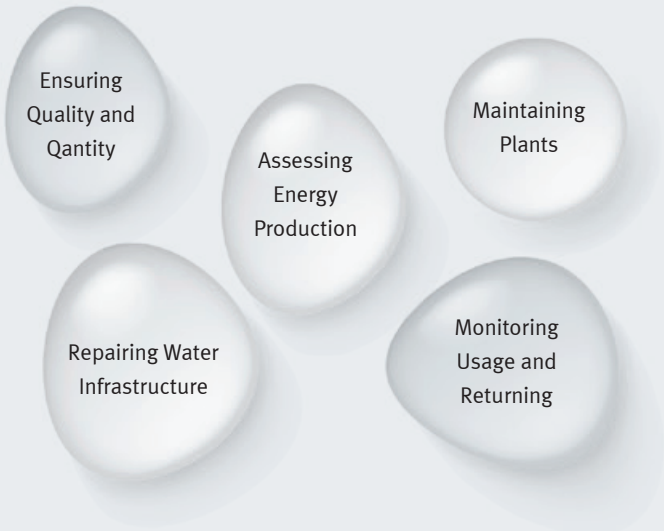 Ensuring
Quality and
Qantity
Assessing
Energy
Production
Maintaining
Plants
Repairing Water
Infrastructure
Monitoring
Usage and
Returning